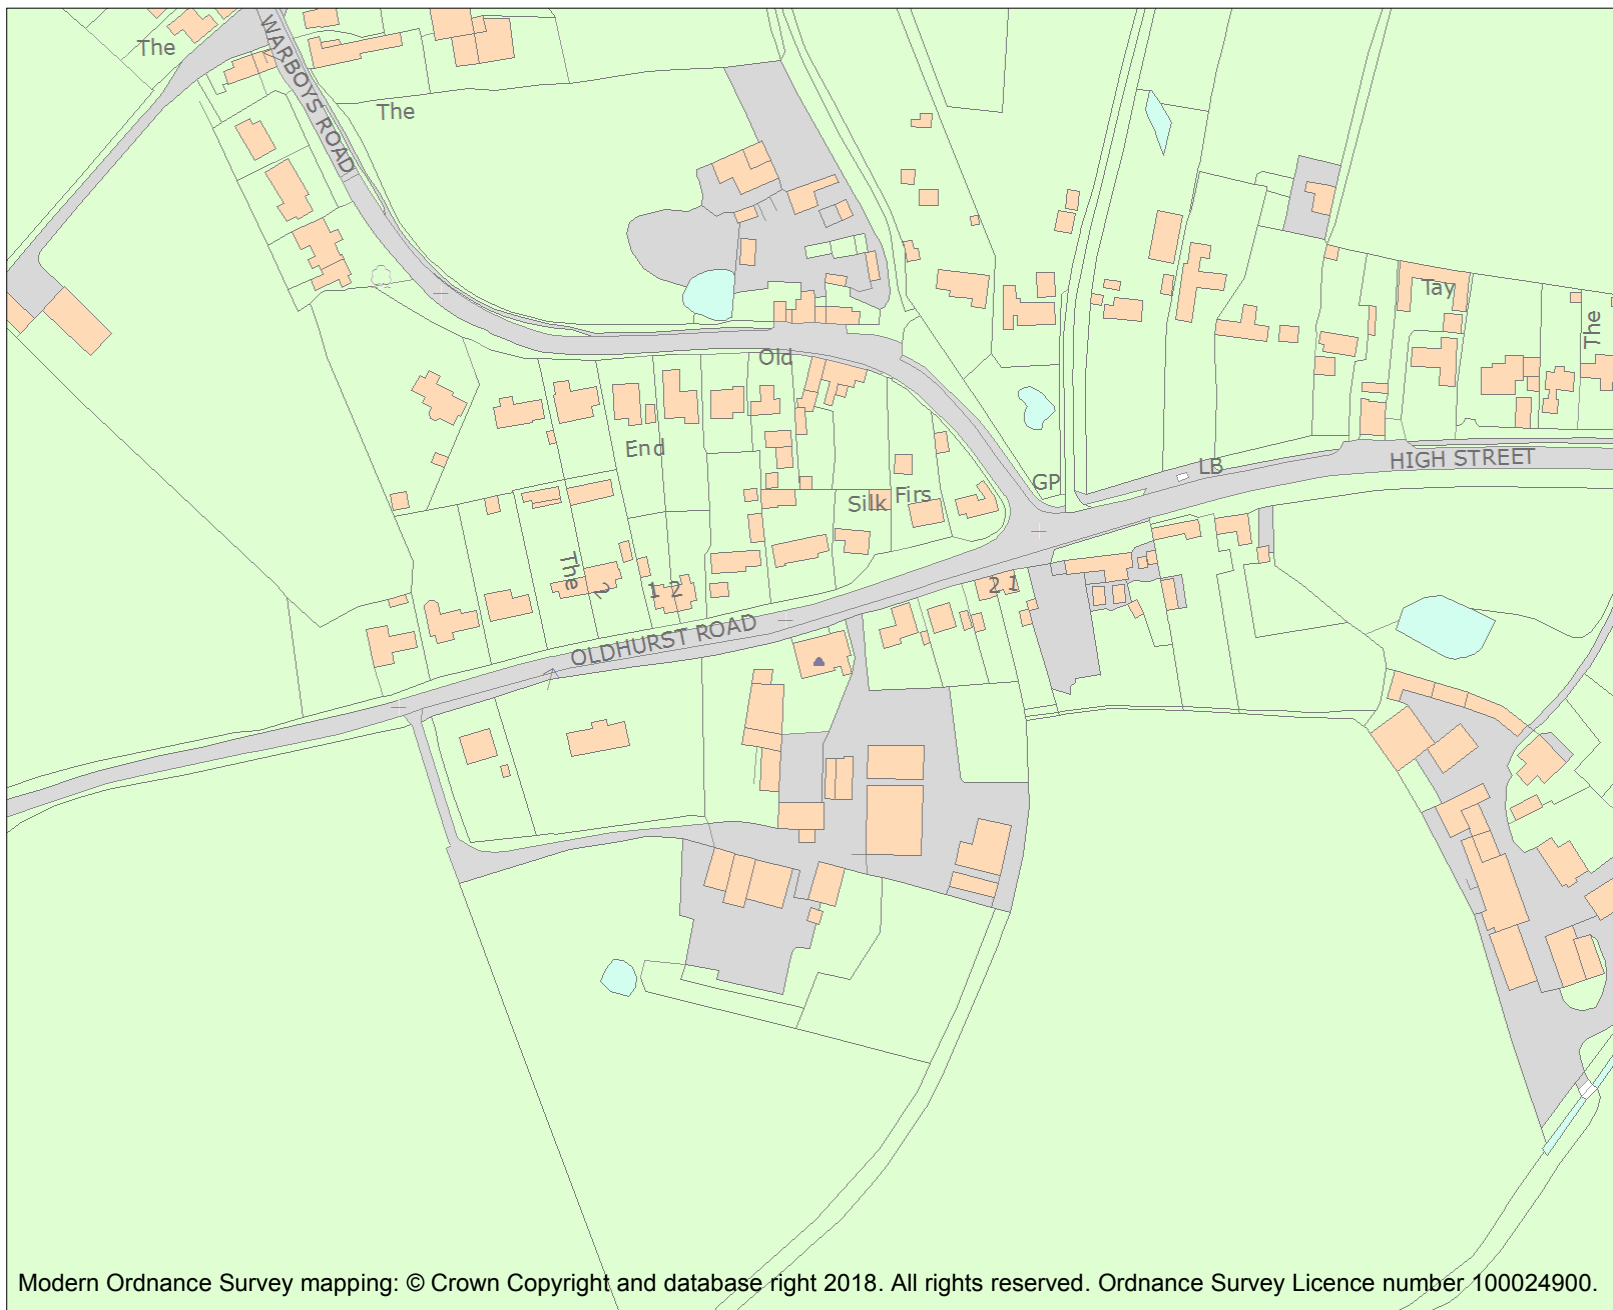 The
WARBOYS ROAD
The
Tay
The
Old
End
HIGH STREET
LB
GP
Silk
Firs
The
2
1 2
2 1
OLDHURST ROAD
Modern Ordnance Survey mapping: © Crown Copyright and database right 2018. All rights reserved. Ordnance Survey Licence number 100024900.